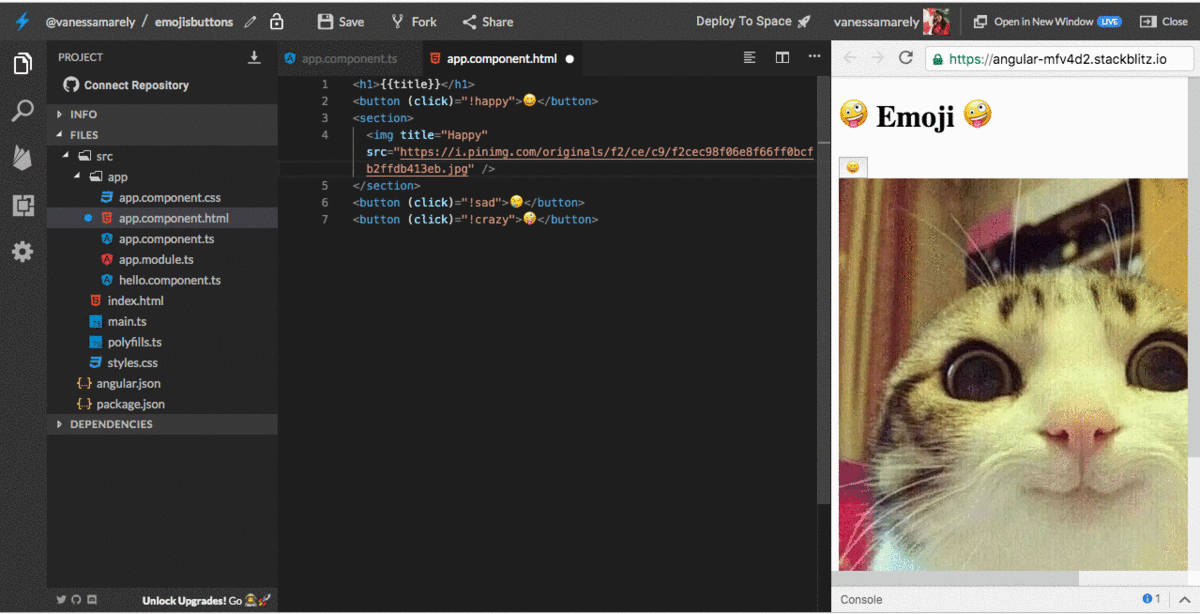 @vanessamarely / emojisbuttons
Save
Fork
Share
Deploy To Space 🚀
vanessamarely
Open in New Window LIVE
Close
PROJECT
Connect Repository
INFO
FILES
src
app
app.component.css
app.component.html
app.component.ts
app.module.ts
hello.component.ts
index.html
main.ts
polyfills.ts
styles.css
{..} angular.json
{..} package.json
DEPENDENCIES
Unlock Upgrades! Go 👩‍🚀🚀
app.component.ts
app.component.html
1 <h1>{{title}}</h1>
2 <button (click)="!happy">😄</button>
3 <section>
4 <img title="Happy"
src="https://i.pinimg.com/originals/f2/ce/c9/f2cec98f06e8f66ff0bcf
b2ffdb413eb.jpg" />
5 </section>
6 <button (click)="!sad">😢</button>
7 <button (click)="!crazy">🤪</button>
https://angular-mfv4d2.stackblitz.io
🤪 Emoji 🤪
😄
Console
1